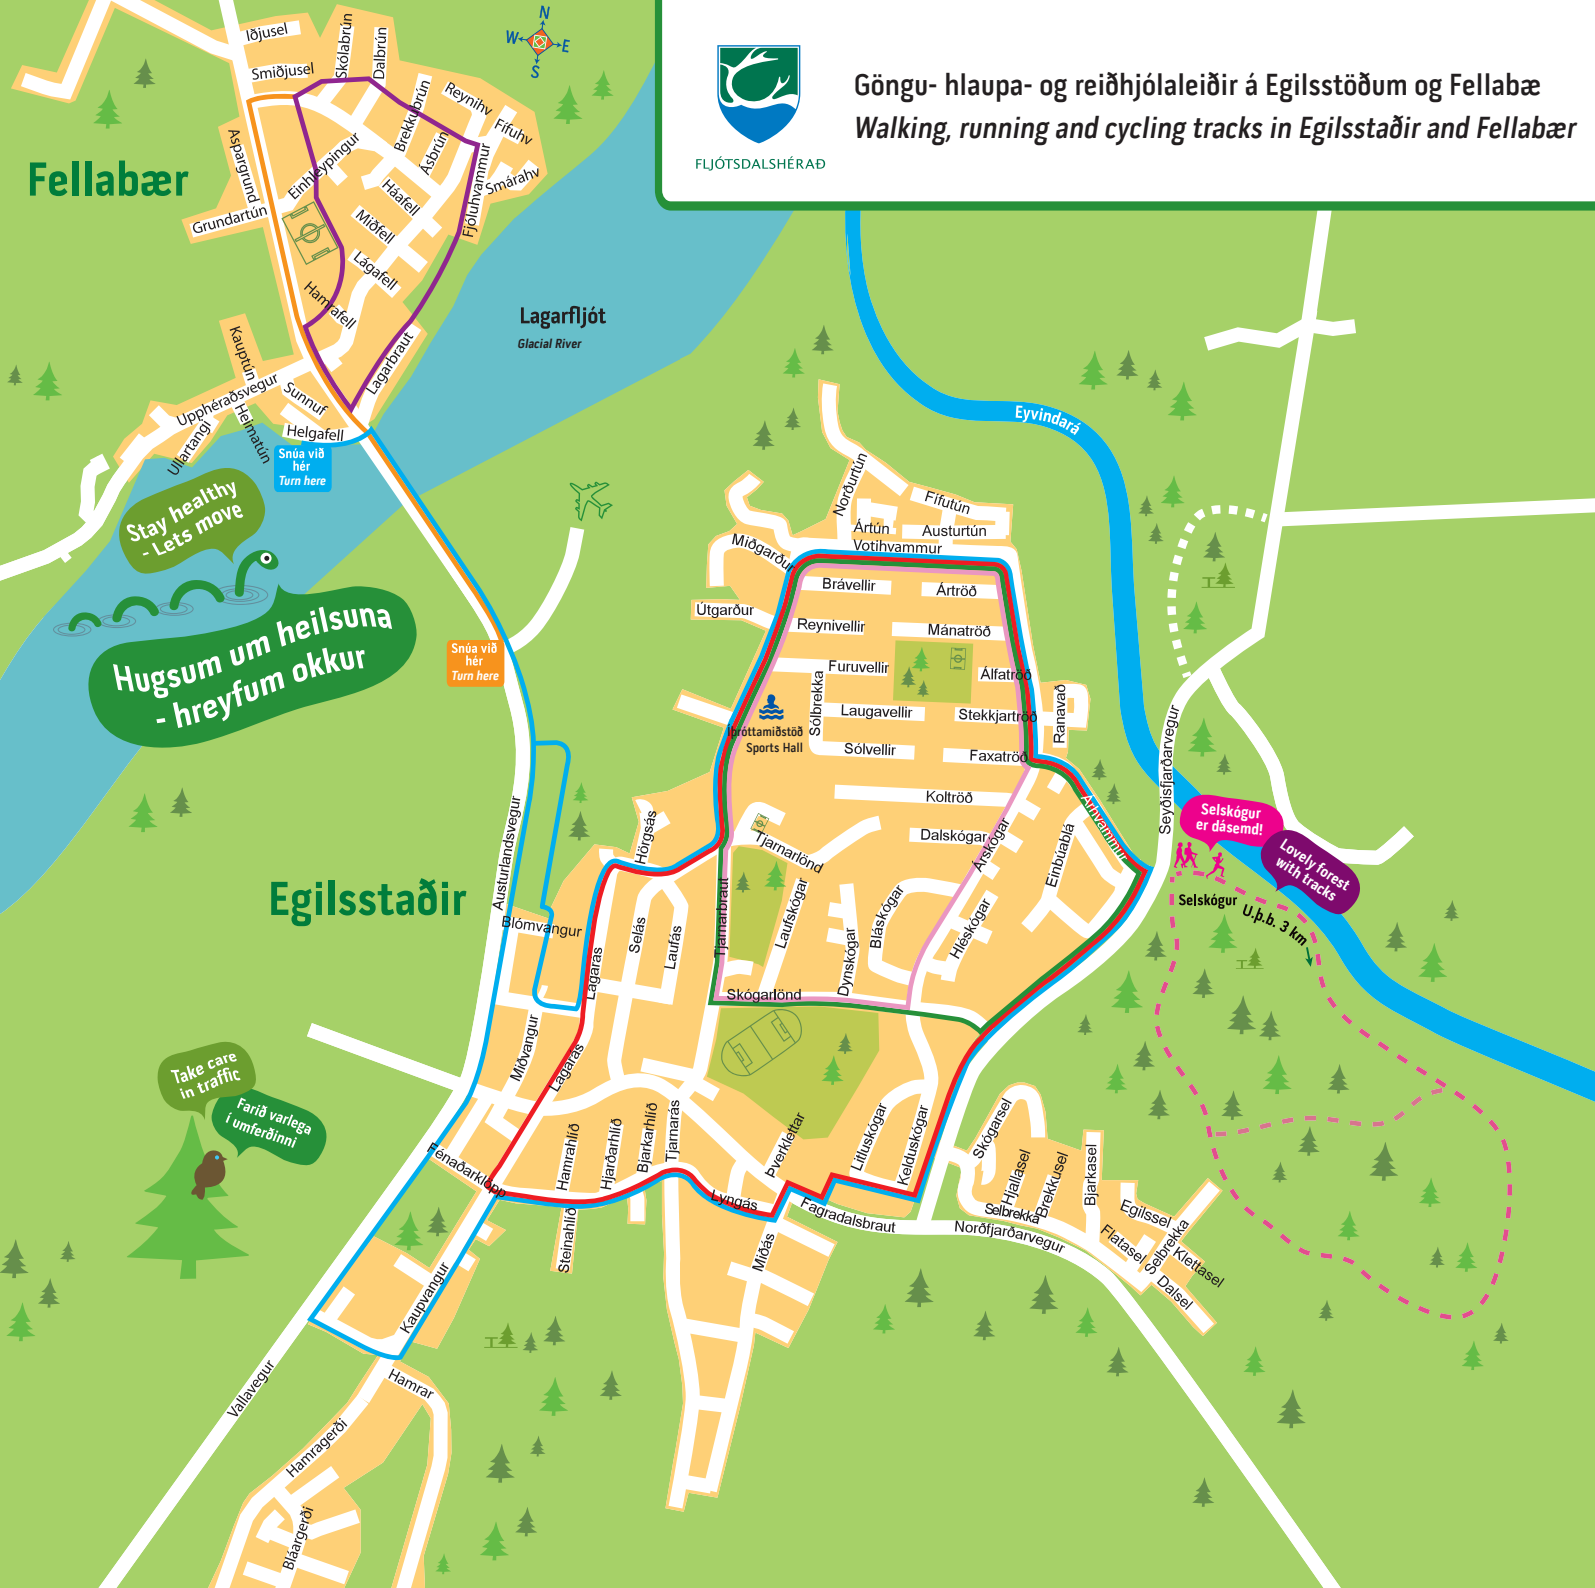 Göngu- hlaupa- og reiðhjólaleiðir á Egilsstöðum og Fellabæ
Walking, running and cycling tracks in Egilsstaðir and Fellabær
FLJÓTSDALSHÉRAÐ
N
W
E
S
Iðjusel
Smiðjusel
Skólabrún
Dalbrún
Brekkubrún
Reynihv
Fífuhv
Ásbrún
Smárahv
Fjóluhvammur
Aspargrund
Einhleypingur
Fellabær
Grundartún
Háafell
Miðfell
Lágafell
Hamrafell
Lagarbraut
Kauptún
Upphéraðsvegur
Sunnuf
Heimatún
Helgafell
Ullartangi
Snúa við
hér
Turn here
Lagarfljót
Glacial River
Eyvindará
Stay healthy
- Lets move
Hugsum um heilsuna
- hreyfum okkur
Snúa við
hér
Turn here
Norðurtún
Fífutún
Ártún
Austurtún
Votihvammur
Miðgarður
Brávellir
Ártröð
Útgarður
Reynivellir
Mánatröð
Furuvellir
Álfatröð
Sólbrekka
Laugavellir
Stekkjartröð
Ranavað
Íþróttamiðstöð
Sports Hall
Sólvellir
Faxatröð
Koltröð
Árhvammur
Seyðisfjarðarvegur
Selskógur
er dásemd!
Lovely forest
with tracks
Selskógur
U.þ.b. 3 km
Austurlandsvegur
Hörgsás
Tjarnarlönd
Dalskógar
Árskógar
Einbúablá
Egilsstaðir
Blómvangur
Selás
Laufás
Lagarás
Tjarnarbraut
Laufskógar
Dynskógar
Bláskógar
Hléskógar
Skógarlönd
Miðvangur
Lagarás
Take care
in traffic
Farið varlega
í umferðinni
Fénaðarklöpp
Hamrahlíð
Hjarðarhlíð
Bjarkarhlíð
Tjarnarás
Þverklettar
Litluskógar
Kelduskógar
Skógarsel
Hjallasel
Brekkusel
Bjarkasel
Selbrekka
Egilssel
Flatasel
Selbrekka
Klettasel
Dalsel
Lyngás
Fagradalsbraut
Norðfjarðarvegur
Steinahlíð
Miðás
Kaupvangur
Vallavegur
Hamrar
Hamragerði
Bláargerði